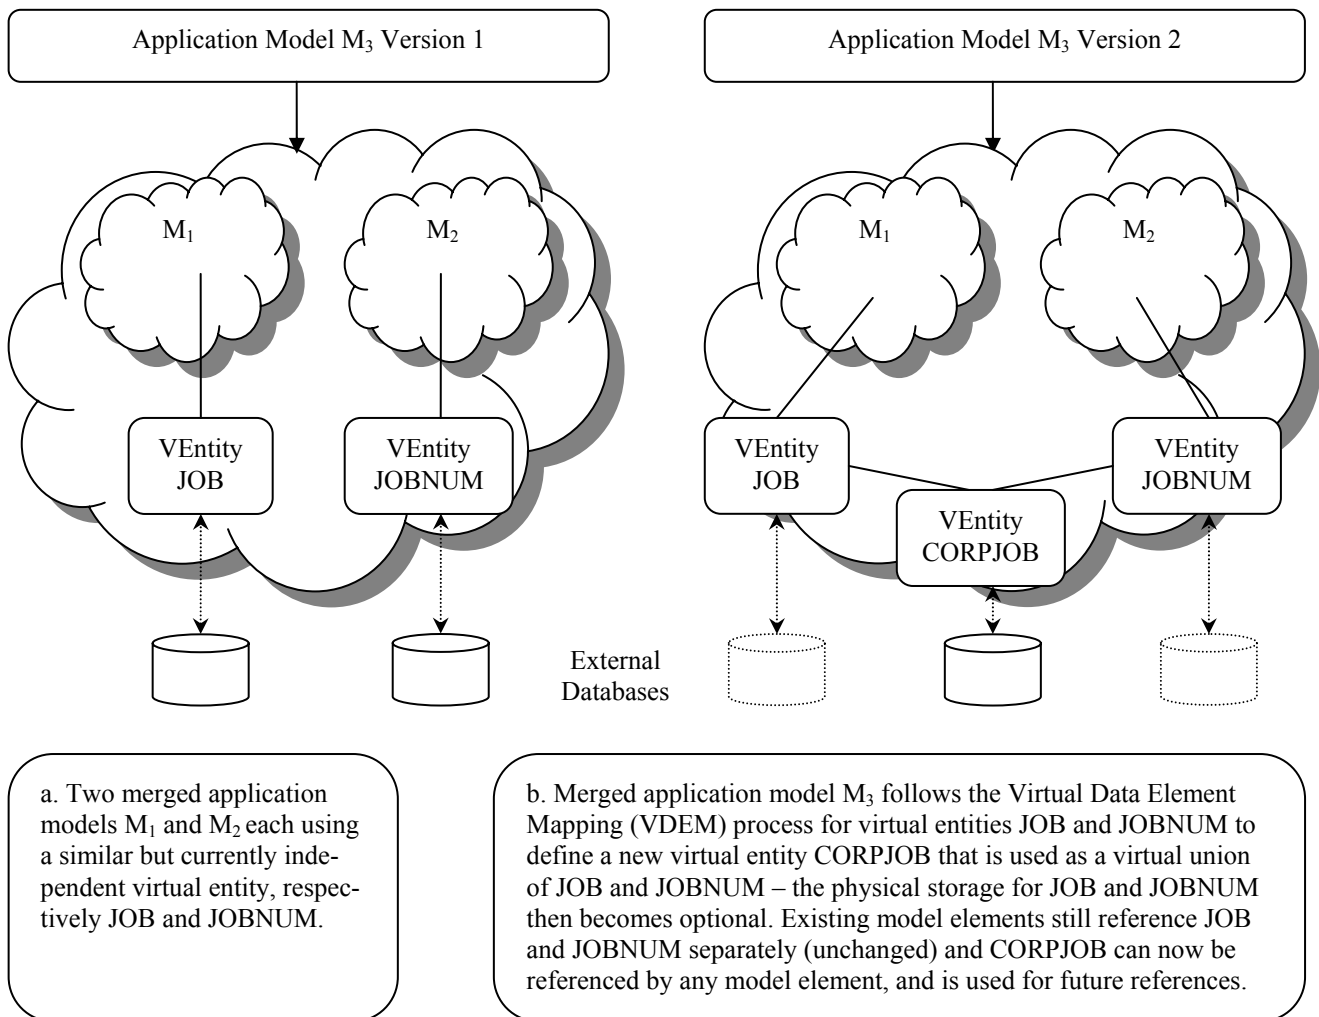 Application Model M₃ Version 1
Application Model M₃ Version 2
M₁
M₂
M₁
M₂
VEntity
JOB
VEntity
JOBNUM
VEntity
JOB
VEntity
JOBNUM
VEntity
CORPJOB
External
Databases
a. Two merged application
models M₁ and M₂ each using
a similar but currently inde-
pendent virtual entity, respec-
tively JOB and JOBNUM.
b. Merged application model M₃ follows the Virtual Data Element
Mapping (VDEM) process for virtual entities JOB and JOBNUM to
define a new virtual entity CORPJOB that is used as a virtual union
of JOB and JOBNUM – the physical storage for JOB and JOBNUM
then becomes optional. Existing model elements still reference JOB
and JOBNUM separately (unchanged) and CORPJOB can now be
referenced by any model element, and is used for future references.